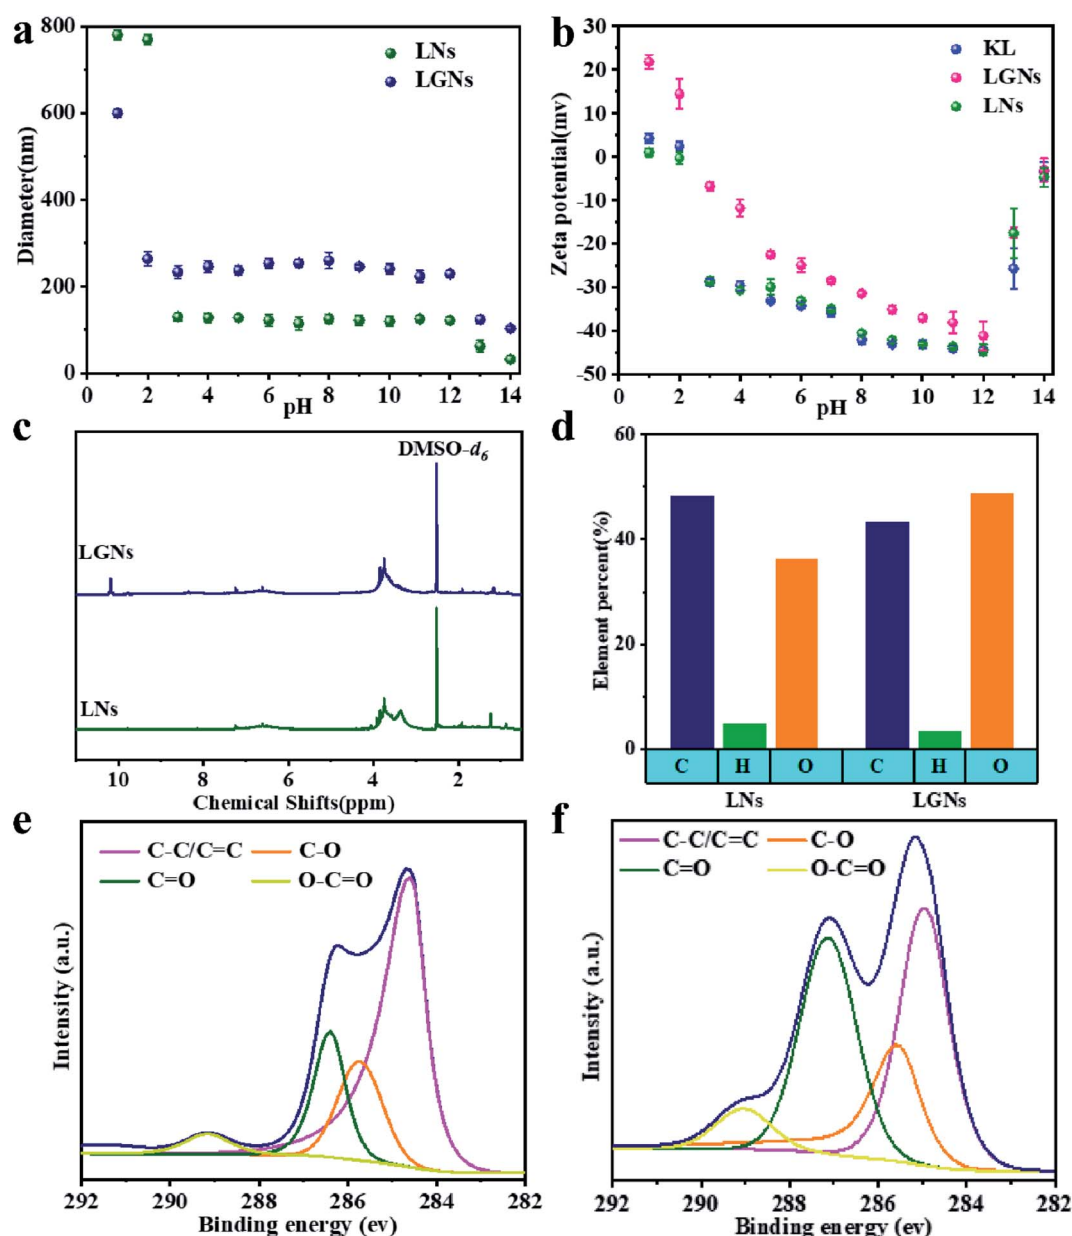 a
800
600
400
200
0
Diameter(nm)
LNs
LGNs
0 2 4 6 8 10 12 14
pH
b
30
20
10
0
-10
-20
-30
-40
-50
Zeta potential(mv)
KL
LGNs
LNs
0 2 4 6 8 10 12 14
pH
c
DMSO-d6
LGNs
LNs
10 8 6 4 2
Chemical Shifts(ppm)
d
60
40
20
0
Element percent(%)
C H O C H O
LNs LGNs
e
C-C/C=C C-O
C=O O-C=O
Intensity (a.u.)
292 290 288 286 284 282
Binding energy (ev)
f
C-C/C=C C-O
C=O O-C=O
Intensity (a.u.)
292 290 288 286 284 282
Binding energy (ev)